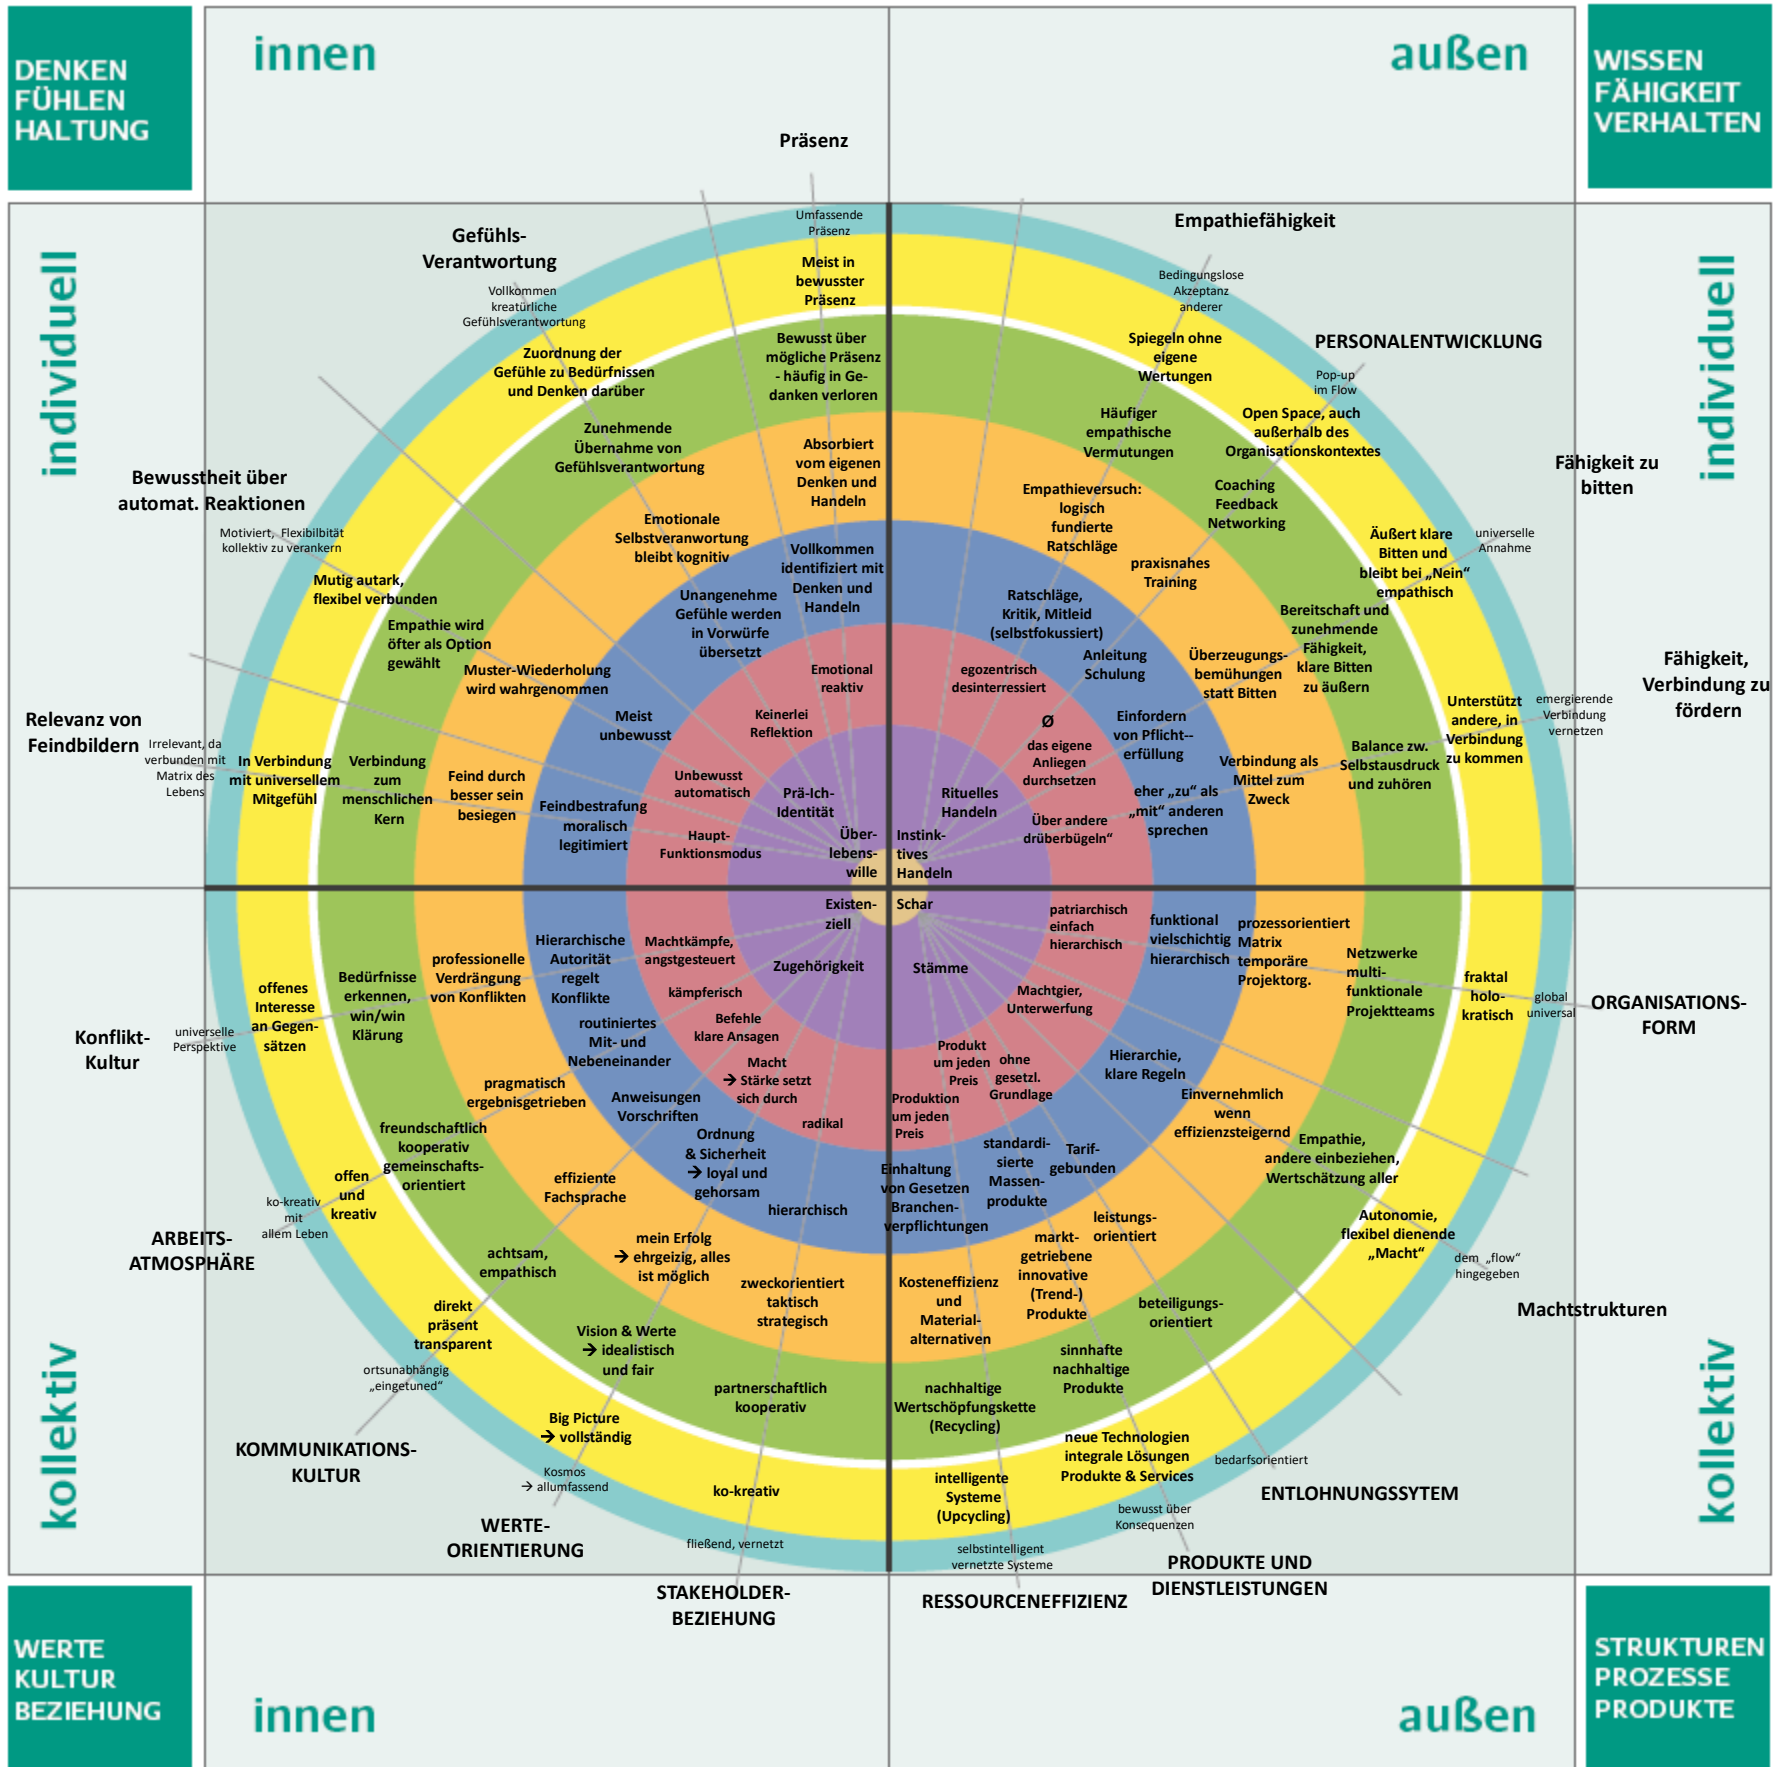 DENKEN
FÜHLEN
HALTUNG
innen
außen
WISSEN
FÄHIGKEIT
VERHALTEN
individuell
individuell
Präsenz
Umfassende
Präsenz
Meist in
bewusster
Präsenz
Bewusst über
mögliche Präsenz
- häufig in Ge-
danken verloren
Absorbiert
vom eigenen
Denken und
Handeln
Vollkommen
identifiziert mit
Denken und
Handeln
Emotional
reaktiv
Gefühls-
Verantwortung
Vollkommen
kreatürliche
Gefühlsverantwortung
Zuordnung der
Gefühle zu Bedürfnissen
und Denken darüber
Zunehmende
Übernahme von
Gefühlsverantwortung
Emotionale
Selbstveranwortung
bleibt kognitiv
Unangenehme
Gefühle werden
in Vorwürfe
übersetzt
Keinerlei
Reflektion
Bewusstheit über
automat. Reaktionen
Motiviert, Flexibilbität
kollektiv zu verankern
Mutig autark,
flexibel verbunden
Empathie wird
öfter als Option
gewählt
Muster-Wiederholung
wird wahrgenommen
Meist
unbewusst
Unbewusst
automatisch
Relevanz von
Feindbildern
Irrelevant, da
verbunden mit
Matrix des
Lebens
In Verbindung
mit universellem
Mitgefühl
Verbindung
zum
menschlichen
Kern
Feind durch
besser sein
besiegen
Feindbestrafung
moralisch
legitimiert
Haupt-
Funktionsmodus
Prä-Ich-
Identität
Über-
lebens-
wille
Empathiefähigkeit
Bedingungslose
Akzeptanz
anderer
Spiegeln ohne
eigene
Wertungen
Häufiger
empathische
Vermutungen
Empathieversuch:
logisch
fundierte
Ratschläge
Ratschläge,
Kritik, Mitleid
(selbstfokussiert)
egozentrisch
desinterressiert
PERSONALENTWICKLUNG
Pop-up
im Flow
Open Space, auch
außerhalb des
Organisationskontextes
Coaching
Feedback
Networking
praxisnahes
Training
Anleitung
Schulung
Ø
Fähigkeit zu
bitten
universelle
Annahme
Äußert klare
Bitten und
bleibt bei „Nein“
empathisch
Bereitschaft und
zunehmende
Fähigkeit,
klare Bitten
zu äußern
Überzeugungs-
bemühungen
statt Bitten
Einfordern
von Pflicht--
erfüllung
das eigene
Anliegen
durchsetzen
Fähigkeit,
Verbindung zu
fördern
emergierende
Verbindung
vernetzen
Unterstützt
andere, in
Verbindung
zu kommen
Balance zw.
Selbstausdruck
und zuhören
Verbindung als
Mittel zum
Zweck
eher „zu“ als
„mit“ anderen
sprechen
Über andere
drüberbügeln“
Rituelles
Handeln
Instink-
tives
Handeln
Existen-
ziell
Zugehörigkeit
Konflikt-
Kultur
universelle
Perspektive
offenes
Interesse
an Gegen-
sätzen
Bedürfnisse
erkennen,
win/win
Klärung
professionelle
Verdrängung
von Konflikten
Hierarchische
Autorität
regelt
Konflikte
Machtkämpfe,
angstgesteuert
ARBEITS-
ATMOSPHÄRE
ko-kreativ
mit
allem Leben
offen
und
kreativ
freundschaftlich
kooperativ
gemeinschafts-
orientiert
pragmatisch
ergebnisgetrieben
routiniertes
Mit- und
Nebeneinander
kämpferisch
KOMMUNIKATIONS-
KULTUR
ortsunabhängig
„eingetuned“
direkt
präsent
transparent
achtsam,
empathisch
effiziente
Fachsprache
Anweisungen
Vorschriften
Befehle
klare Ansagen
WERTE-
ORIENTIERUNG
Kosmos
→ allumfassend
Big Picture
→ vollständig
Vision & Werte
→ idealistisch
und fair
mein Erfolg
→ ehrgeizig, alles
ist möglich
Ordnung
& Sicherheit
→ loyal und
gehorsam
Macht
→ Stärke setzt
sich durch
STAKEHOLDER-
BEZIEHUNG
fließend, vernetzt
ko-kreativ
partnerschaftlich
kooperativ
zweckorientiert
taktisch
strategisch
hierarchisch
radikal
Schar
Stämme
ORGANISATIONS-
FORM
global
universal
fraktal
holo-
kratisch
Netzwerke
multi-
funktionale
Projektteams
prozessorientiert
Matrix
temporäre
Projektorg.
funktional
vielschichtig
hierarchisch
patriarchisch
einfach
hierarchisch
Machtstrukturen
dem „flow“
hingegeben
Autonomie,
flexibel dienende
„Macht“
Empathie,
andere einbeziehen,
Wertschätzung aller
Einvernehmlich
wenn
effizienzsteigernd
Hierarchie,
klare Regeln
Machtgier,
Unterwerfung
ENTLOHNUNGSSYTEM
bedarfsorientiert
beteiligungs-
orientiert
leistungs-
orientiert
Tarif-
gebunden
ohne
gesetzl.
Grundlage
PRODUKTE UND
DIENSTLEISTUNGEN
bewusst über
Konsequenzen
neue Technologien
integrale Lösungen
Produkte & Services
sinnhafte
nachhaltige
Produkte
markt-
getriebene
innovative
(Trend-)
Produkte
standardi-
sierte
Massen-
produkte
Produkt
um jeden
Preis
RESSOURCENEFFIZIENZ
selbstintelligent
vernetzte Systeme
intelligente
Systeme
(Upcycling)
nachhaltige
Wertschöpfungskette
(Recycling)
Kosteneffizienz
und
Material-
alternativen
Einhaltung
von Gesetzen
Branchen-
verpflichtungen
Produktion
um jeden
Preis
kollektiv
kollektiv
WERTE
KULTUR
BEZIEHUNG
innen
außen
STRUKTUREN
PROZESSE
PRODUKTE